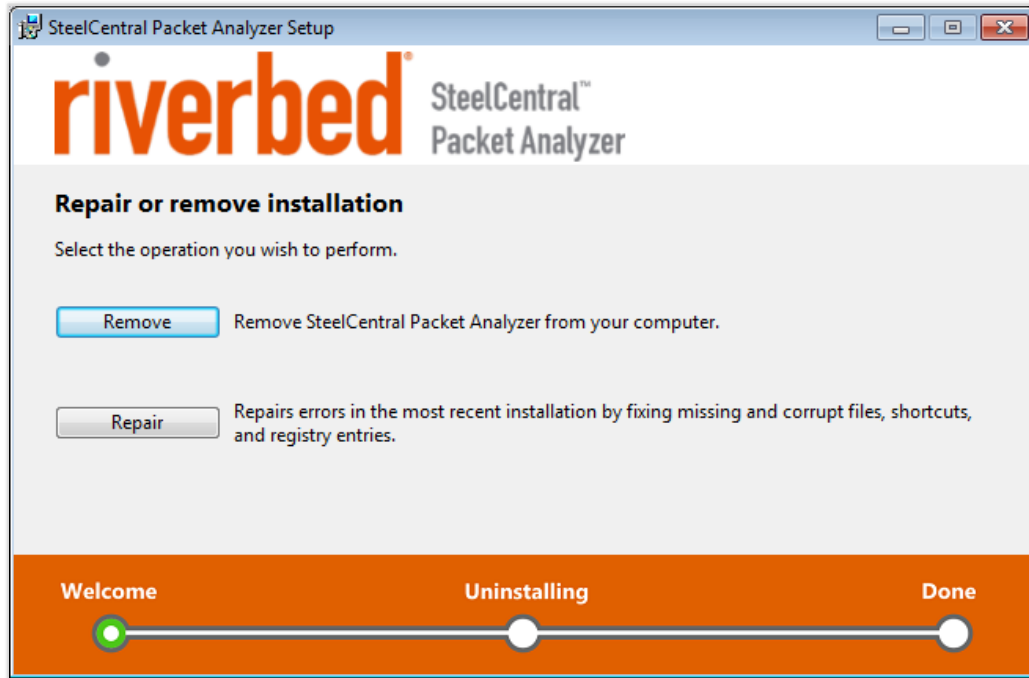 SteelCentral Packet Analyzer Setup
riverbed®
SteelCentral™
Packet Analyzer
Repair or remove installation
Select the operation you wish to perform.
Remove
Remove SteelCentral Packet Analyzer from your computer.
Repair
Repairs errors in the most recent installation by fixing missing and corrupt files, shortcuts,
and registry entries.
Welcome
Uninstalling
Done